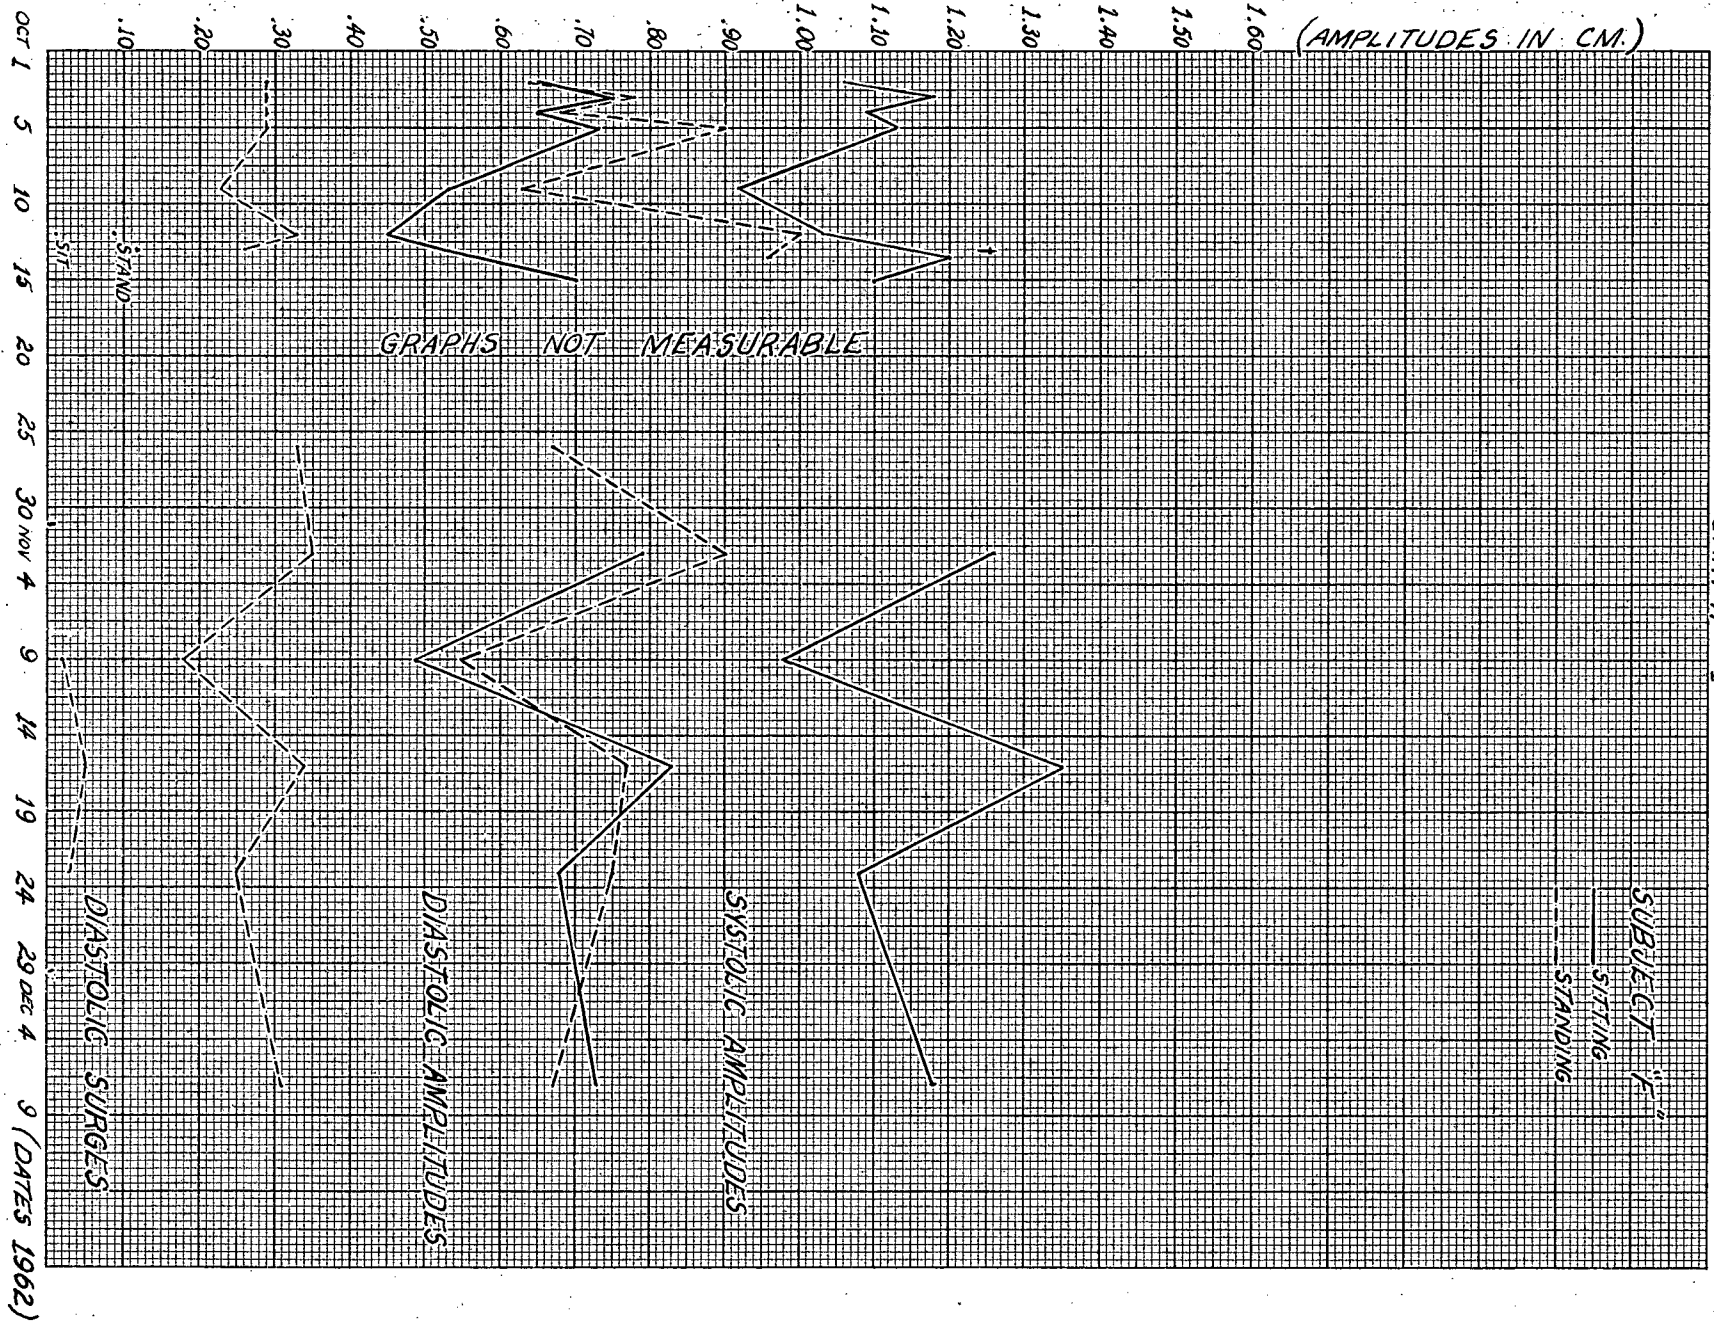 (AMPLITUDES IN CM.)
1.60
1.50
1.40
1.30
1.20
1.10
1.00
.90
.80
.70
.60
.50
.40
.30
.20
.10
OCT 1 5 10 15 20 25 30 NOV 4 9 14 19 24 29 DEC 4 9 (DATES 1962)
SUBJECT "F"
SITTING
STANDING
SYSTOLIC AMPLITUDES
DIASTOLIC AMPLITUDES
DIASTOLIC SURGES
GRAPHS NOT MEASURABLE
STAND
SIT